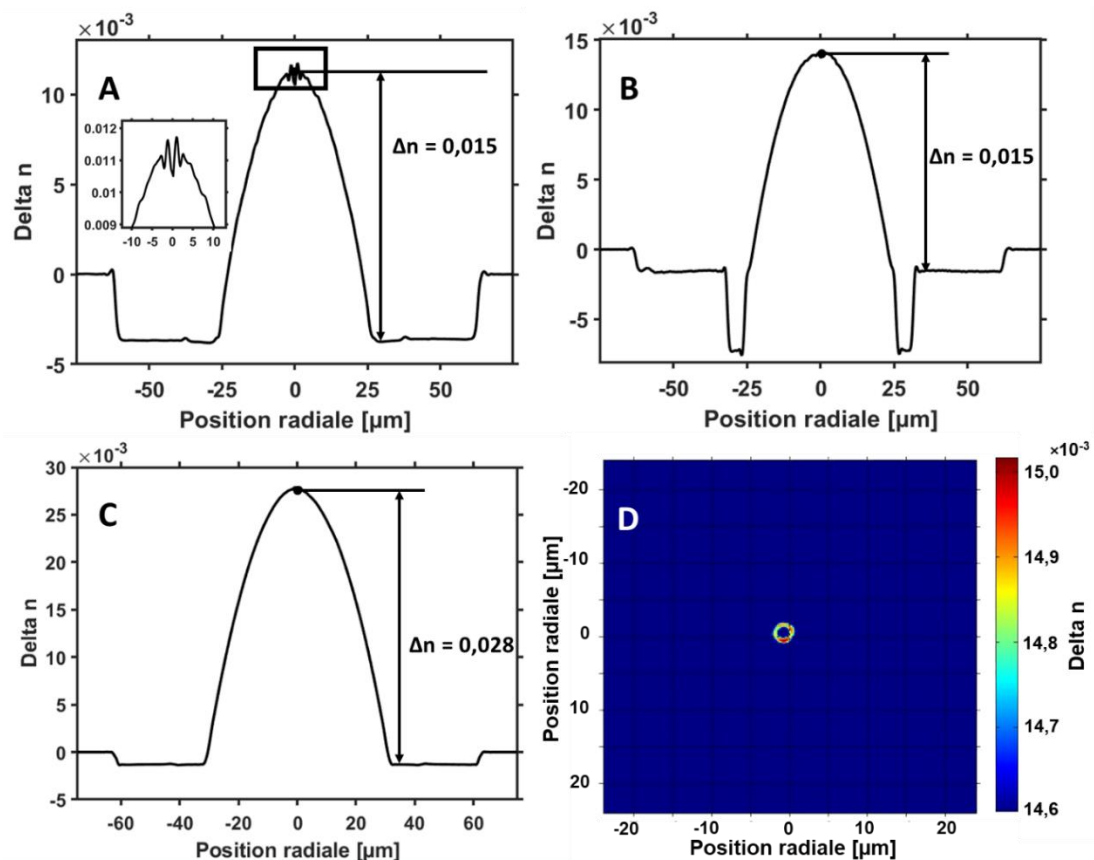 ×10⁻³
A
10
5
0
-5
Delta n
Δn = 0,015
0.012
0.011
0.01
0.009
-10 -5 0 5 10
-50 -25 0 25 50
Position radiale [µm]
×10⁻³
B
15
10
5
0
-5
Delta n
Δn = 0,015
-50 -25 0 25 50
Position radiale [µm]
×10⁻³
C
30
25
20
15
10
5
0
-5
Delta n
Δn = 0,028
-60 -40 -20 0 20 40 60
Position radiale [µm]
D
-20
-10
0
10
20
Position radiale [µm]
-20 -10 0 10 20
Position radiale [µm]
×10⁻³
15,0
14,9
14,8
14,7
14,6
Delta n